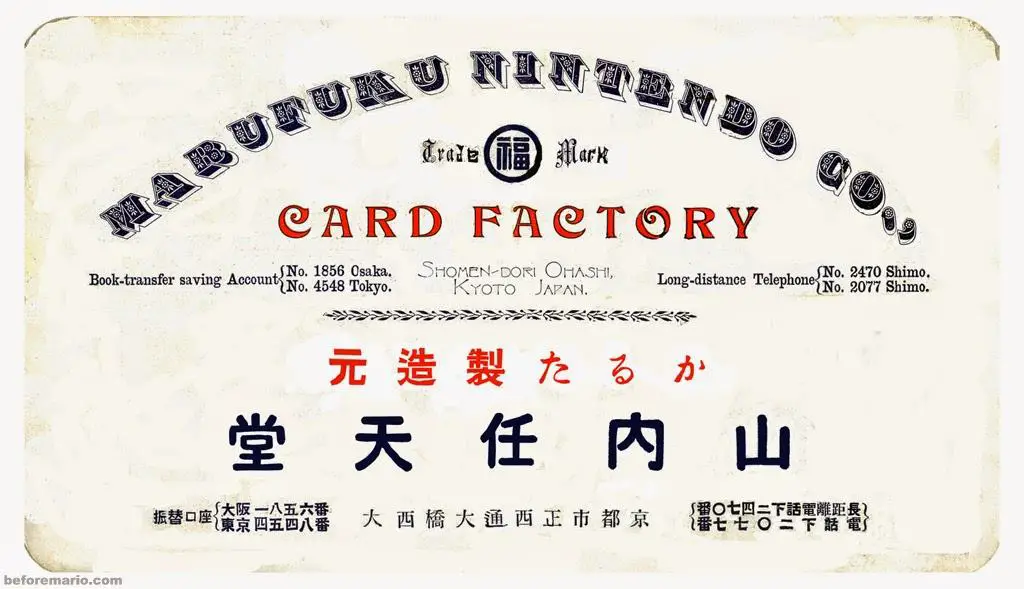 MARUFUKU NINTENDO CO.,
Trade 福 Mark
CARD FACTORY
Book-transfer saving Account {No. 1856 Osaka.
No. 4548 Tokyo.
SHOMEN-DORI OHASHI,
KYOTO JAPAN.
Long-distance Telephone {No. 2470 Shimo.
No. 2077 Shimo.
かるた製造元
山内任天堂
長距離電話下二四七〇番
電話下二〇七七番
京都市正西通大橋西大
振替口座{大阪一八五六番
東京四五四八番
beforemario.com